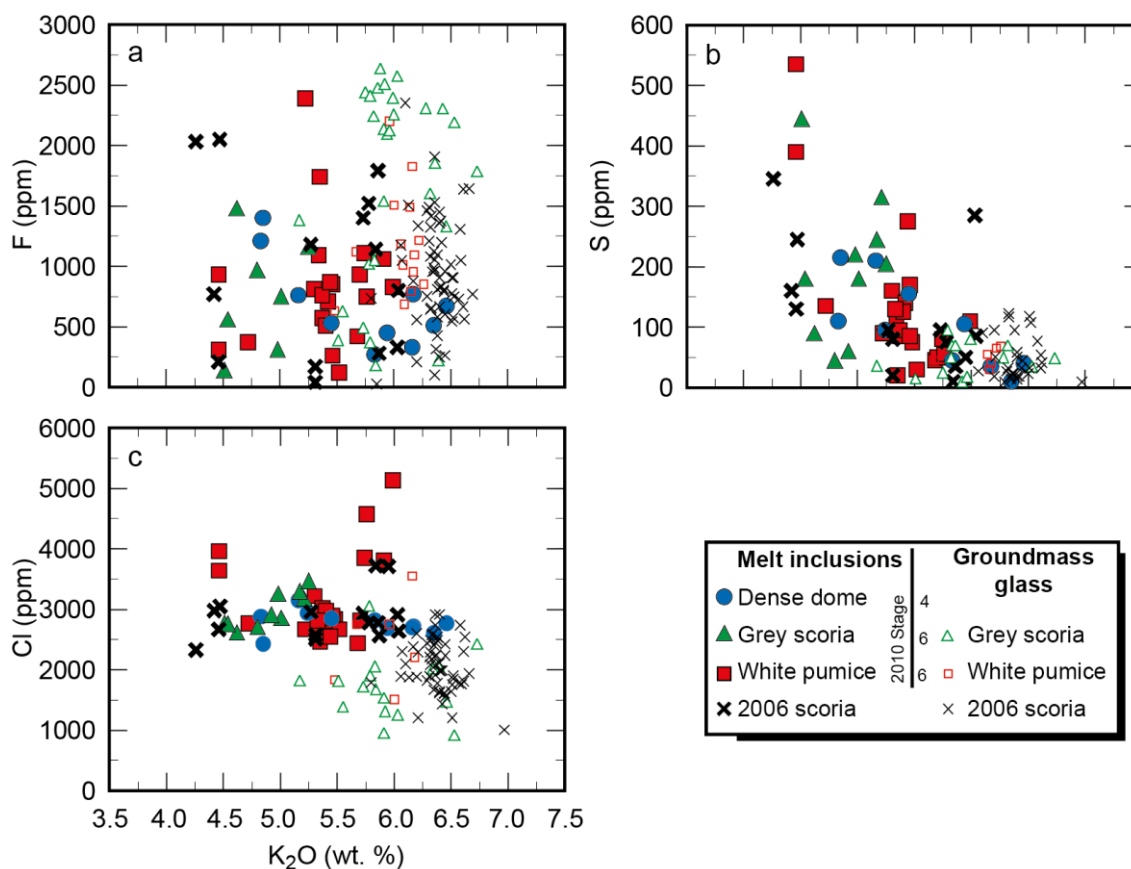 a
3000
2500
2000
1500
1000
500
0
F (ppm)
b
600
500
400
300
200
100
0
S (ppm)
c
6000
5000
4000
3000
2000
1000
0
Cl (ppm)
3.5 4.0 4.5 5.0 5.5 6.0 6.5 7.0 7.5
K₂O (wt. %)
Melt inclusions
Groundmass glass
Dense dome
Grey scoria
White pumice
2006 scoria
2010 Stage
4
6
6
Grey scoria
White pumice
2006 scoria